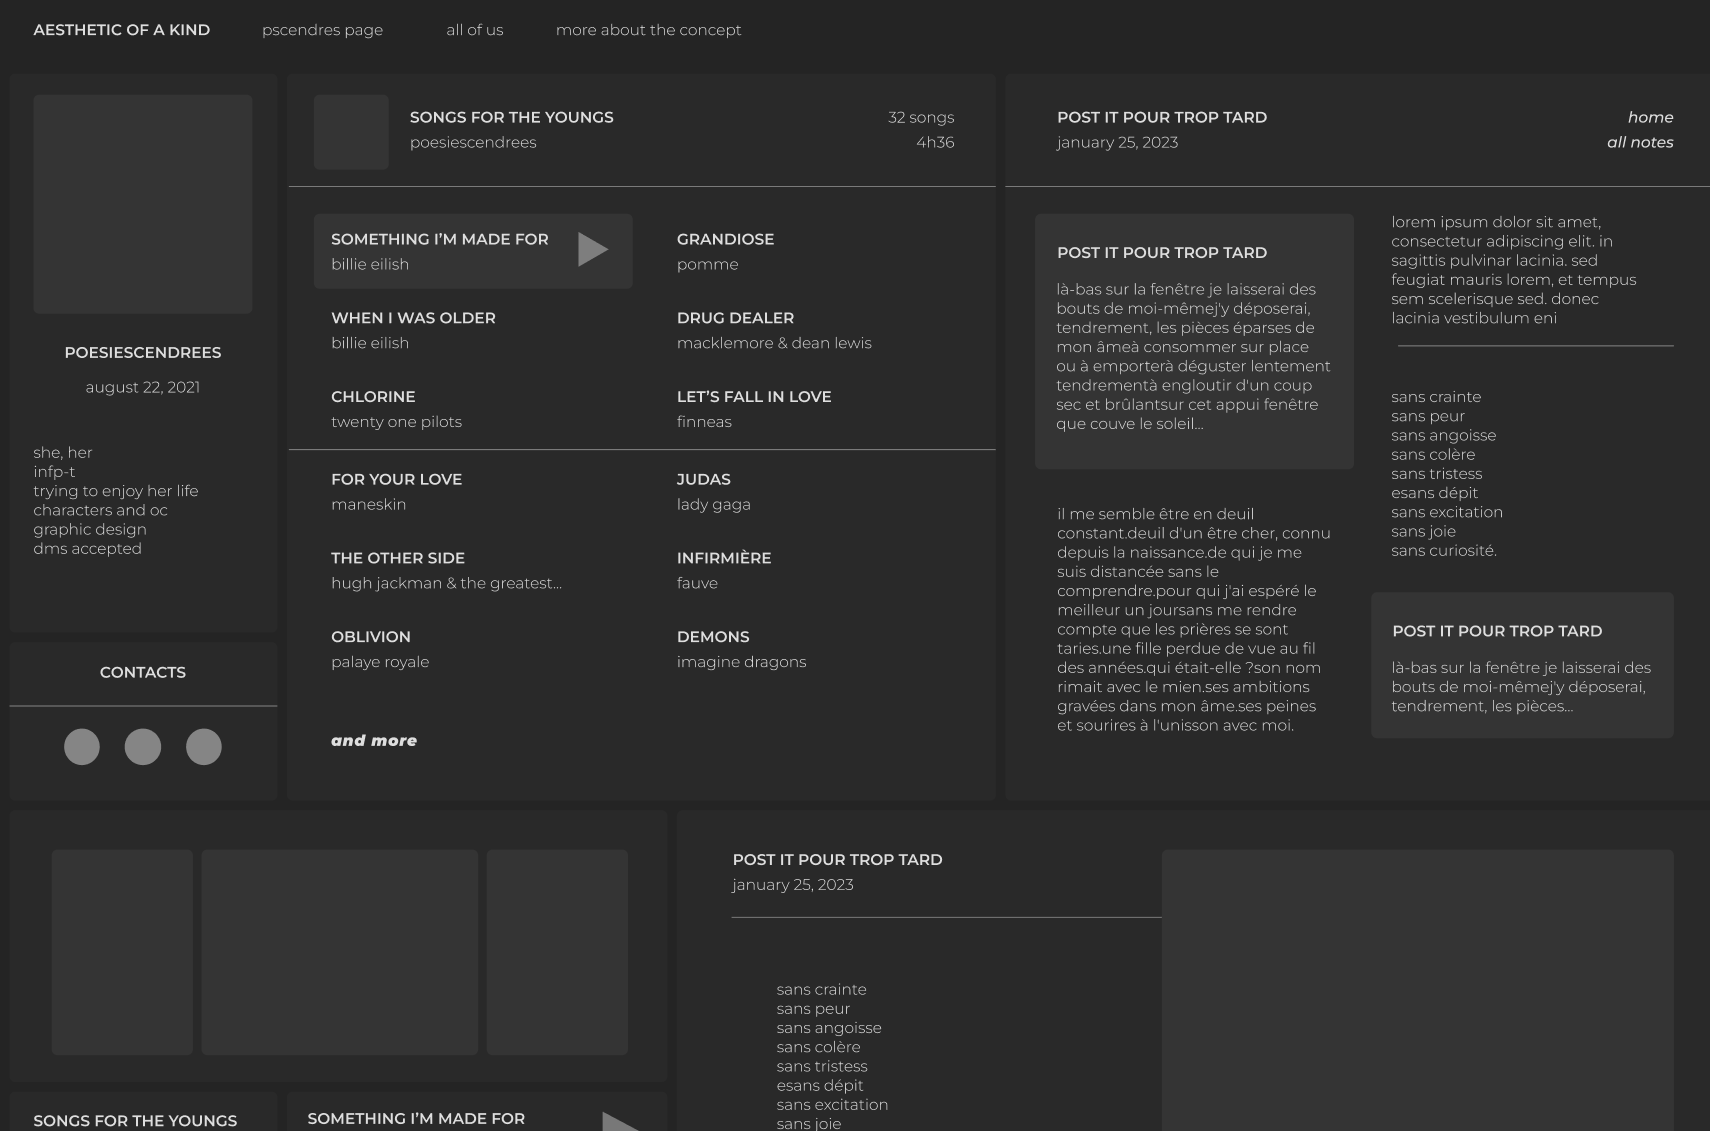 AESTHETIC OF A KIND
pscendres page
all of us
more about the concept
POESIESCENDREES
august 22, 2021
she, her
infp-t
trying to enjoy her life
characters and oc
graphic design
dms accepted
CONTACTS
SONGS FOR THE YOUNGS
poesiescendrees
32 songs
4h36
SOMETHING I'M MADE FOR
billie eilish
GRANDIOSE
pomme
WHEN I WAS OLDER
billie eilish
DRUG DEALER
macklemore & dean lewis
CHLORINE
twenty one pilots
LET'S FALL IN LOVE
finneas
FOR YOUR LOVE
maneskin
JUDAS
lady gaga
THE OTHER SIDE
hugh jackman & the greatest...
INFIRMIÈRE
fauve
OBLIVION
palaye royale
DEMONS
imagine dragons
and more
POST IT POUR TROP TARD
january 25, 2023
home
all notes
POST IT POUR TROP TARD
là-bas sur la fenêtre je laisserai des
bouts de moi-mêmej'y déposerai,
tendrement, les pièces éparses de
mon âmeà consommer sur place
ou à emporterà déguster lentement
tendrementà engloutir d'un coup
sec et brûlantsur cet appui fenêtre
que couve le soleil...
il me semble être en deuil
constant.deuil d'un être cher, connu
depuis la naissance.de qui je me
suis distancée sans le
comprendre.pour qui j'ai espéré le
meilleur un joursans me rendre
compte que les prières se sont
taries.une fille perdue de vue au fil
des années.qui était-elle ?son nom
rimait avec le mien.ses ambitions
gravées dans mon âme.ses peines
et sourires à l'unisson avec moi.
lorem ipsum dolor sit amet,
consectetur adipiscing elit. in
sagittis pulvinar lacinia. sed
feugiat mauris lorem, et tempus
sem scelerisque sed. donec
lacinia vestibulum eni
sans crainte
sans peur
sans angoisse
sans colère
sans tristess
esans dépit
sans excitation
sans joie
sans curiosité.
POST IT POUR TROP TARD
là-bas sur la fenêtre je laisserai des
bouts de moi-mêmej'y déposerai,
tendrement, les pièces...
POST IT POUR TROP TARD
january 25, 2023
sans crainte
sans peur
sans angoisse
sans colère
sans tristess
esans dépit
sans excitation
sans joie
SONGS FOR THE YOUNGS
SOMETHING I'M MADE FOR